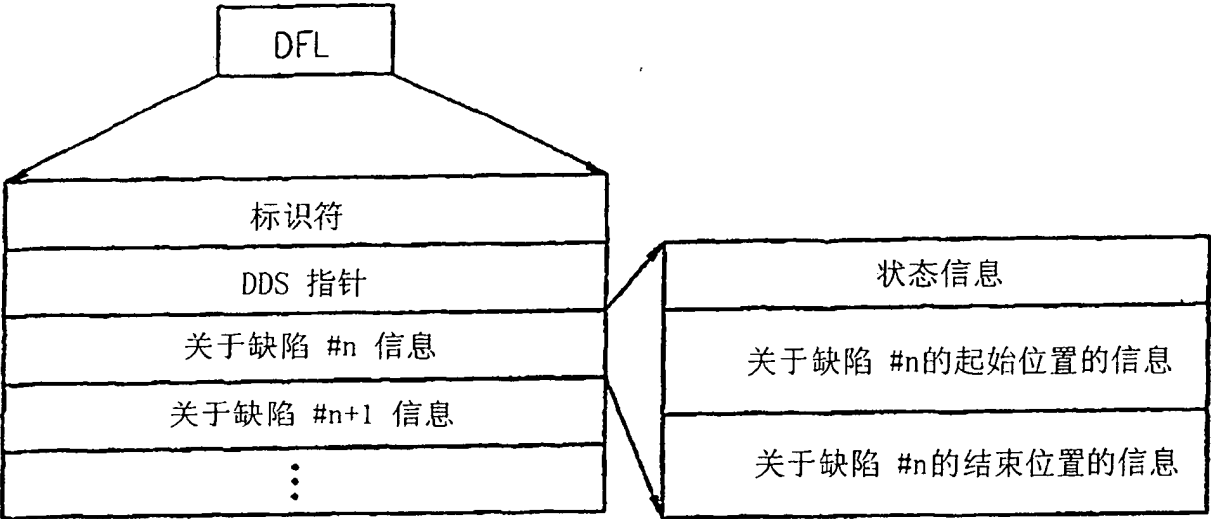 DFL
标识符
DDS 指针
关于缺陷 #n 信息
关于缺陷 #n+1 信息
⋮
状态信息
关于缺陷 #n的起始位置的信息
关于缺陷 #n的结束位置的信息